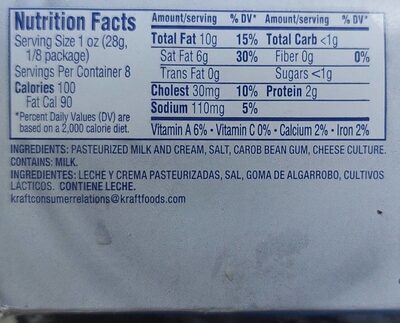 Nutrition Facts
Serving Size 1 oz (28g,
1/8 package)
Servings Per Container 8
Calories 100
Fat Cal 90
*Percent Daily Values (DV) are
based on a 2,000 calorie diet.
Amount/serving % DV* Amount/serving % DV*
Total Fat 10g 15% Total Carb <1g
Sat Fat 6g 30% Fiber 0g 0%
Trans Fat 0g Sugars <1g
Cholest 30mg 10% Protein 2g
Sodium 110mg 5%
Vitamin A 6% • Vitamin C 0% • Calcium 2% • Iron 2%
INGREDIENTS: PASTEURIZED MILK AND CREAM, SALT, CAROB BEAN GUM, CHEESE CULTURE.
CONTAINS: MILK.
INGREDIENTES: LECHE Y CREMA PASTEURIZADAS, SAL, GOMA DE ALGARROBO, CULTIVOS
LACTICOS. CONTIENE LECHE.
kraftconsumerrelations@kraftfoods.com